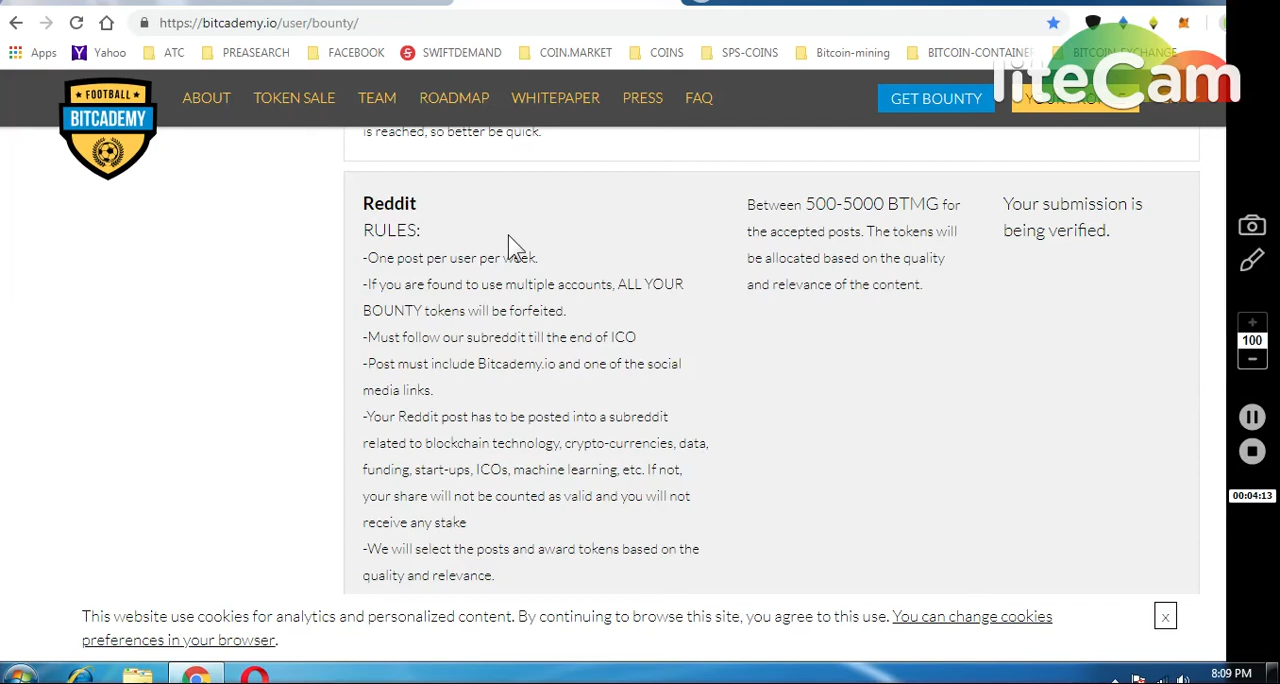 https://bitcademy.io/user/bounty/
Apps Yahoo ATC PREASEARCH FACEBOOK SWIFTDEMAND COIN.MARKET COINS SPS-COINS Bitcoin-mining BITCOIN-CONTAINER BITCOIN-EXCHANGE
liteCam
FOOTBALL
BITCADEMY
ABOUT TOKEN SALE TEAM ROADMAP WHITEPAPER PRESS FAQ GET BOUNTY
is reached, so better be quick.
Reddit
RULES:
-One post per user per week.
-If you are found to use multiple accounts, ALL YOUR
BOUNTY tokens will be forfeited.
-Must follow our subreddit till the end of ICO
-Post must include Bitcademy.io and one of the social
media links.
-Your Reddit post has to be posted into a subreddit
related to blockchain technology, crypto-currencies, data,
funding, start-ups, ICOs, machine learning, etc. If not,
your share will not be counted as valid and you will not
receive any stake
-We will select the posts and award tokens based on the
quality and relevance.
Between 500-5000 BTMG for
the accepted posts. The tokens will
be allocated based on the quality
and relevance of the content.
Your submission is
being verified.
100
00:04:13
This website use cookies for analytics and personalized content. By continuing to browse this site, you agree to this use. You can change cookies
preferences in your browser.
x
8:09 PM